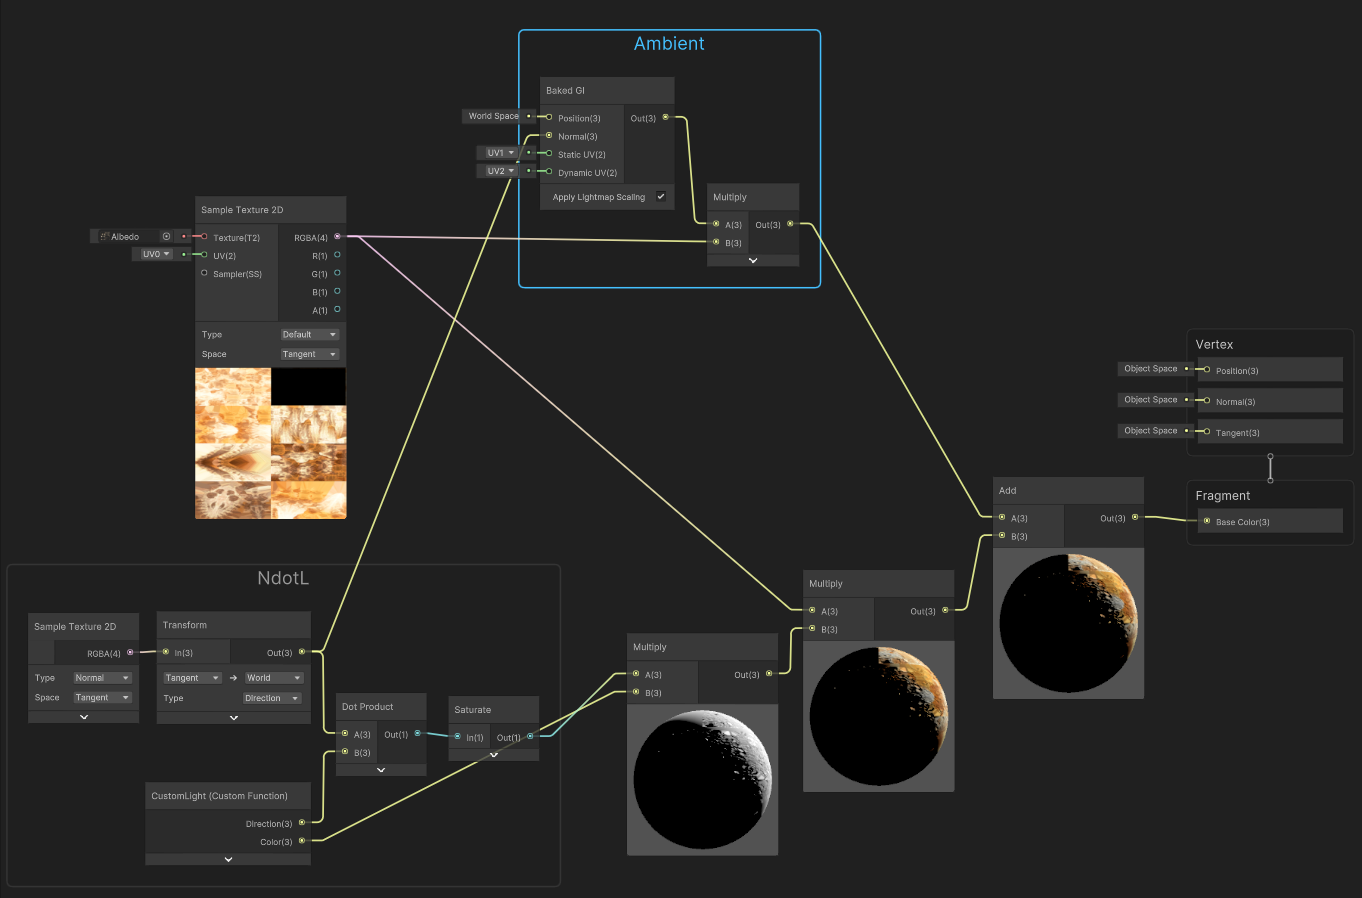 Ambient
Baked GI
World Space
Position(3)
Out(3)
Normal(3)
UV1
Static UV(2)
UV2
Dynamic UV(2)
Apply Lightmap Scaling
Multiply
A(3)
Out(3)
B(3)
Sample Texture 2D
Albedo
Texture(T2)
RGBA(4)
UV0
UV(2)
R(1)
Sampler(SS)
G(1)
B(1)
A(1)
Type
Default
Space
Tangent
Vertex
Object Space
Position(3)
Object Space
Normal(3)
Object Space
Tangent(3)
Fragment
Base Color(3)
Add
A(3)
Out(3)
B(3)
Multiply
A(3)
Out(3)
B(3)
Multiply
A(3)
Out(3)
B(3)
NdotL
Sample Texture 2D
RGBA(4)
Type
Normal
Space
Tangent
Transform
In(3)
Out(3)
Tangent
World
Type
Direction
Dot Product
A(3)
Out(1)
B(3)
Saturate
In(1)
Out(1)
CustomLight (Custom Function)
Direction(3)
Color(3)